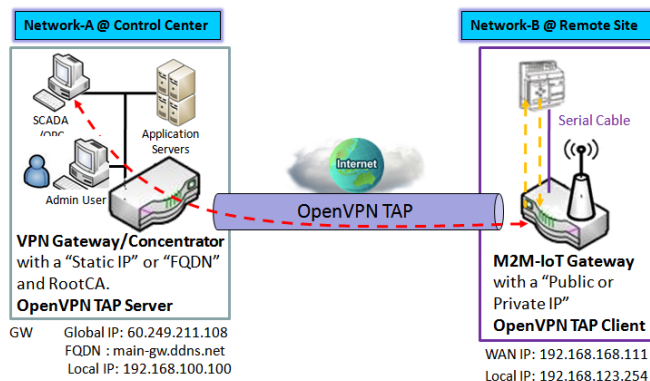 Network-A @ Control Center
Network-B @ Remote Site
SCADA
/OPC
Application
Servers
Admin User
Serial Cable
Internet
OpenVPN TAP
VPN Gateway/Concentrator
with a “Static IP” or “FQDN”
and RootCA.
OpenVPN TAP Server
M2M-IoT Gateway
with a “Public or
Private IP”
OpenVPN TAP Client
GW Global IP: 60.249.211.108
FQDN : main-gw.ddns.net
Local IP: 192.168.100.100
WAN IP: 192.168.168.111
Local IP: 192.168.123.254